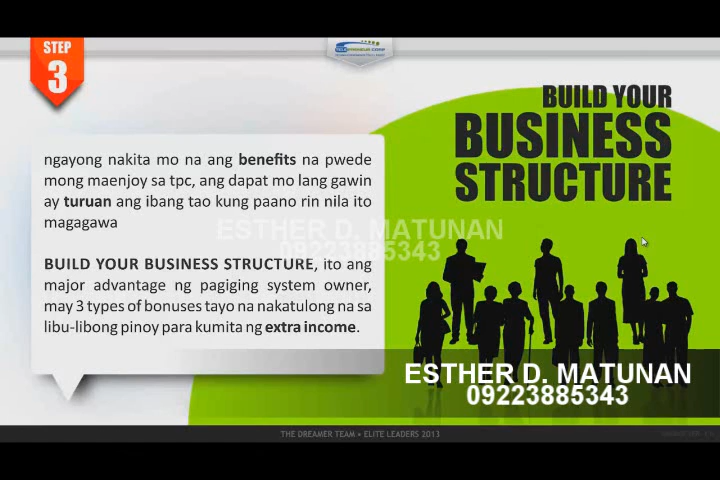 STEP
3
BUILD YOUR
BUSINESS
STRUCTURE
ngayong nakita mo na ang benefits na pwede
mong maenjoy sa tpc, ang dapat mo lang gawin
ay turuan ang ibang tao kung paano rin nila ito
magagawa
ESTHER D. MATUNAN
09223885343
BUILD YOUR BUSINESS STRUCTURE, ito ang
major advantage ng pagiging system owner,
may 3 types of bonuses tayo na nakatulong na sa
libu-libong pinoy para kumita ng extra income.
ESTHER D. MATUNAN
09223885343
THE DREAMER TEAM • ELITE LEADERS 2013